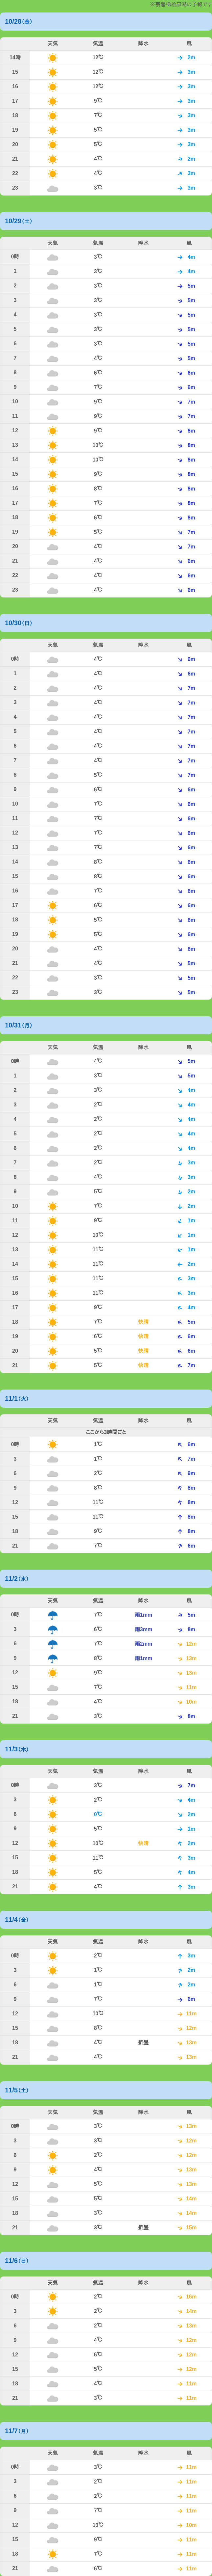 ※麓最極輻面施の予報です
10/28(金)
天気 気温 降水 風
14時 12℃ 2m
15 12℃ 3m
16 12℃ 3m
17 9℃ 3m
18 7℃ 3m
19 5℃ 3m
20 5℃ 3m
21 4℃ 2m
22 4℃ 3m
23 3℃ 3m
10/29(土)
天気 気温 降水 風
0時 3℃ 4m
1 3℃ 4m
2 3℃ 5m
3 3℃ 5m
4 3℃ 5m
5 3℃ 5m
6 3℃ 5m
7 4℃ 5m
8 6℃ 6m
9 7℃ 6m
10 9℃ 7m
11 9℃ 7m
12 9℃ 8m
13 10℃ 8m
14 10℃ 8m
15 9℃ 8m
16 8℃ 8m
17 7℃ 8m
18 6℃ 8m
19 5℃ 7m
20 4℃ 7m
21 4℃ 6m
22 4℃ 6m
23 4℃ 6m
10/30(日)
天気 気温 降水 風
0時 4℃ 6m
1 4℃ 6m
2 4℃ 7m
3 4℃ 7m
4 4℃ 7m
5 4℃ 7m
6 4℃ 7m
7 4℃ 7m
8 5℃ 7m
9 6℃ 6m
10 7℃ 6m
11 7℃ 6m
12 7℃ 6m
13 7℃ 6m
14 8℃ 6m
15 8℃ 6m
16 7℃ 6m
17 6℃ 6m
18 5℃ 6m
19 5℃ 6m
20 4℃ 6m
21 4℃ 5m
22 3℃ 5m
23 3℃ 5m
10/31(月)
天気 気温 降水 風
0時 4℃ 5m
1 3℃ 5m
2 3℃ 4m
3 2℃ 4m
4 2℃ 4m
5 2℃ 4m
6 2℃ 4m
7 2℃ 3m
8 4℃ 3m
9 5℃ 2m
10 7℃ 2m
11 9℃ 1m
12 10℃ 1m
13 11℃ 1m
14 11℃ 2m
15 11℃ 3m
16 11℃ 3m
17 9℃ 4m
18 7℃ 快曙 5m
19 6℃ 快曙 6m
20 5℃ 快曙 6m
21 5℃ 快曙 7m
11/1(火)
天気 気温 降水 風
ここから3時間ごと
0時 1℃ 6m
3 1℃ 7m
6 2℃ 9m
9 8℃ 8m
12 11℃ 8m
15 11℃ 8m
18 9℃ 8m
21 7℃ 6m
11/2(水)
天気 気温 降水 風
0時 7℃ 雨1mm 5m
3 6℃ 雨3mm 8m
6 7℃ 雨2mm 12m
9 8℃ 雨1mm 13m
12 9℃ 13m
15 7℃ 11m
18 4℃ 10m
21 3℃ 8m
11/3(木)
天気 気温 降水 風
0時 3℃ 7m
3 2℃ 4m
6 0℃ 2m
9 5℃ 1m
12 10℃ 快曙 2m
15 11℃ 3m
18 5℃ 4m
21 4℃ 3m
11/4(金)
天気 気温 降水 風
0時 2℃ 3m
3 1℃ 2m
6 1℃ 2m
9 7℃ 6m
12 10℃ 11m
15 8℃ 12m
18 4℃ 折曇 13m
21 4℃ 13m
11/5(土)
天気 気温 降水 風
0時 3℃ 13m
3 3℃ 12m
6 2℃ 12m
9 4℃ 13m
12 5℃ 13m
15 5℃ 14m
18 3℃ 14m
21 3℃ 折曇 15m
11/6(日)
天気 気温 降水 風
0時 2℃ 16m
3 2℃ 14m
6 2℃ 13m
9 4℃ 12m
12 6℃ 12m
15 5℃ 12m
18 4℃ 11m
21 3℃ 11m
11/7(月)
天気 気温 降水 風
0時 3℃ 11m
3 2℃ 11m
6 2℃ 11m
9 7℃ 11m
12 10℃ 10m
15 9℃ 11m
18 7℃ 11m
21 6℃ 11m